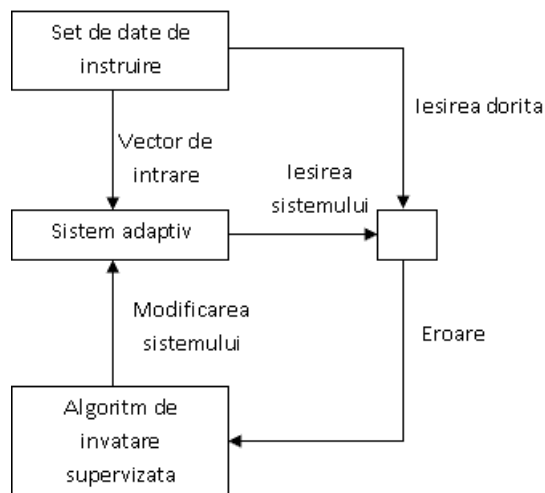 Set de date de
instruire
Iesirea dorita
Vector de
intrare
Iesirea
sistemului
Sistem adaptiv
Modificarea
sistemului
Eroare
Algoritm de
invatare
supervizata